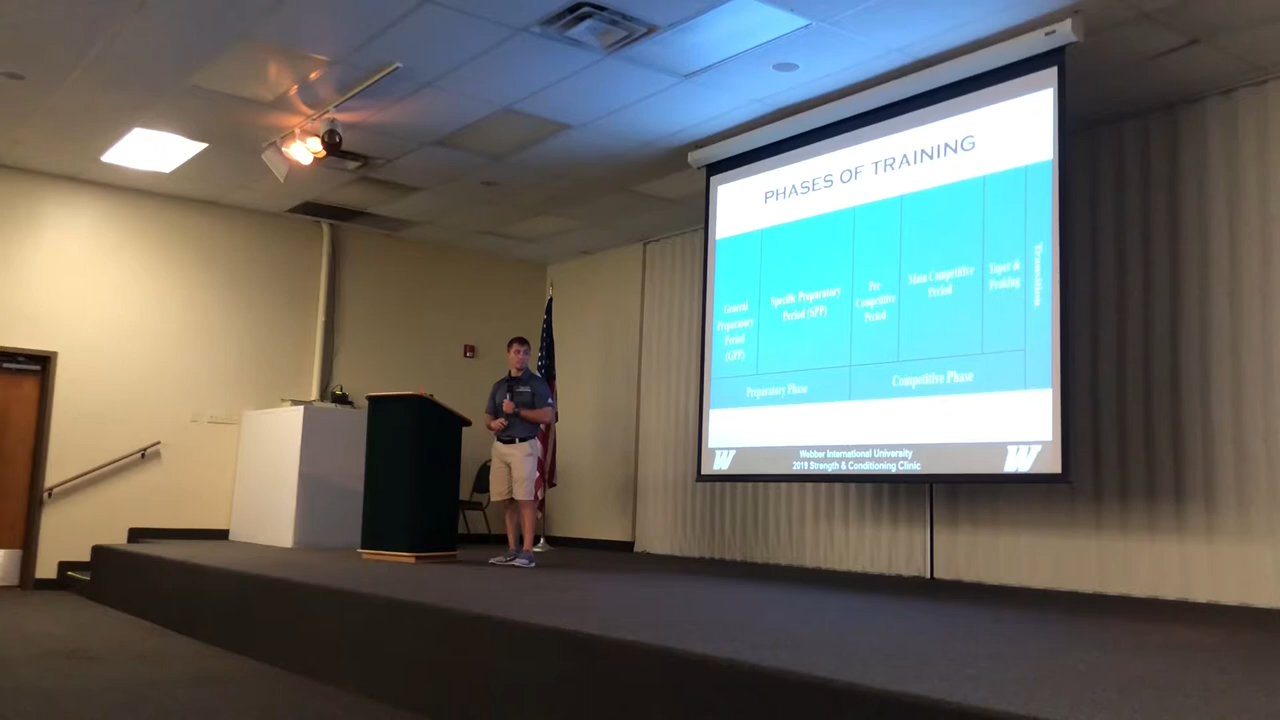 PHASES OF TRAINING
General
Preparatory
Period
(GPP)
Specific Preparatory
Period (SPP)
Pre
Competitive
Period
Main Competitive
Period
Taper &
Peaking
Transition
Preparatory Phase
Competitive Phase
W
Webber International University
2018 Strength & Conditioning Clinic
W